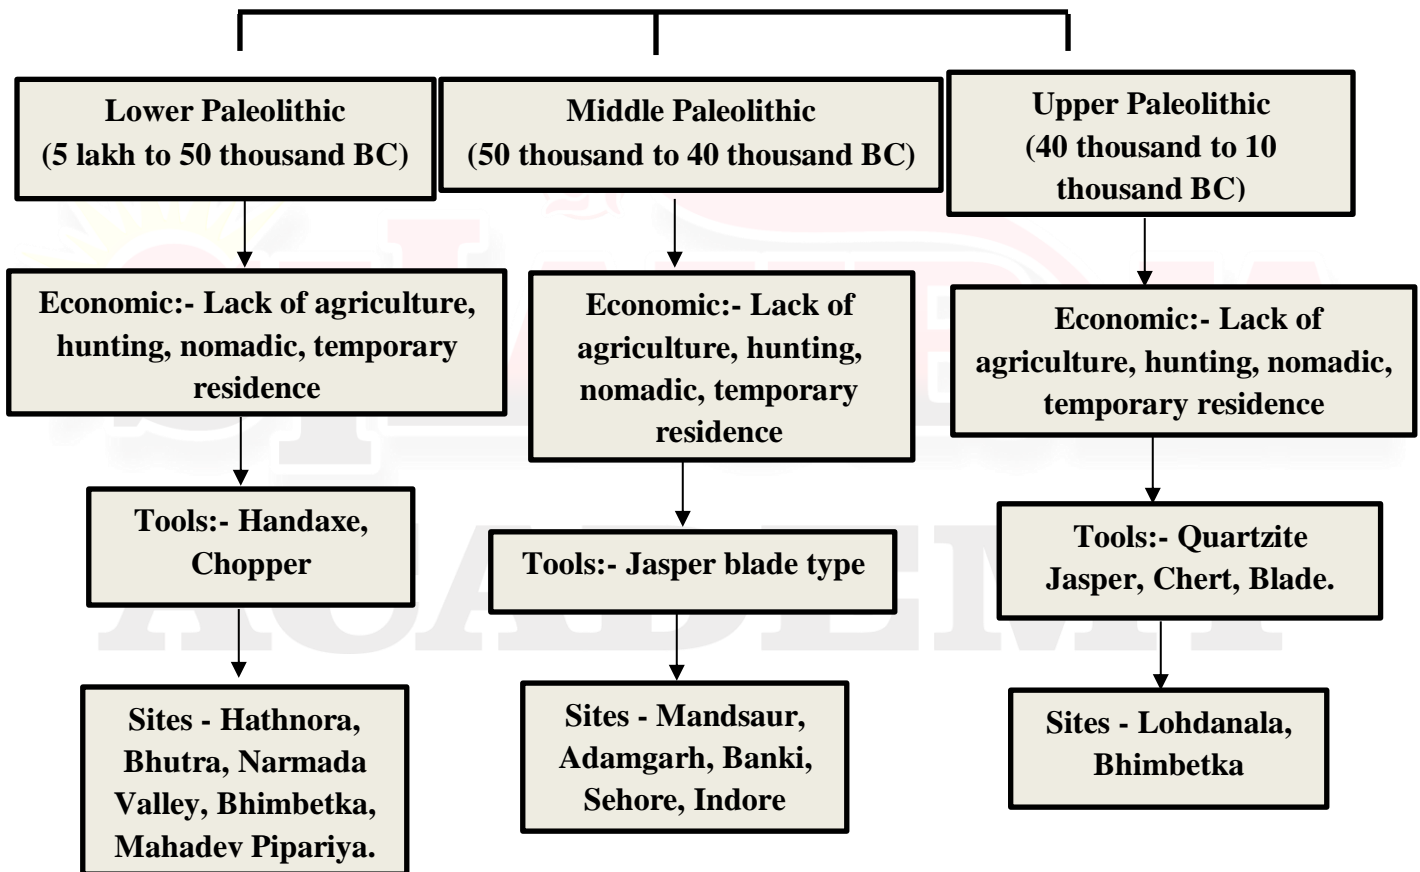 Lower Paleolithic
(5 lakh to 50 thousand BC)
Economic:- Lack of agriculture,
hunting, nomadic, temporary
residence
Tools:- Handaxe,
Chopper
Sites - Hathnora,
Bhutra, Narmada
Valley, Bhimbetka,
Mahadev Pipariya.
Middle Paleolithic
(50 thousand to 40 thousand BC)
Economic:- Lack of
agriculture, hunting,
nomadic, temporary
residence
Tools:- Jasper blade type
Sites - Mandsaur,
Adamgarh, Banki,
Sehore, Indore
Upper Paleolithic
(40 thousand to 10
thousand BC)
Economic:- Lack of
agriculture, hunting, nomadic,
temporary residence
Tools:- Quartzite
Jasper, Chert, Blade.
Sites - Lohdanala,
Bhimbetka
ACADEMY